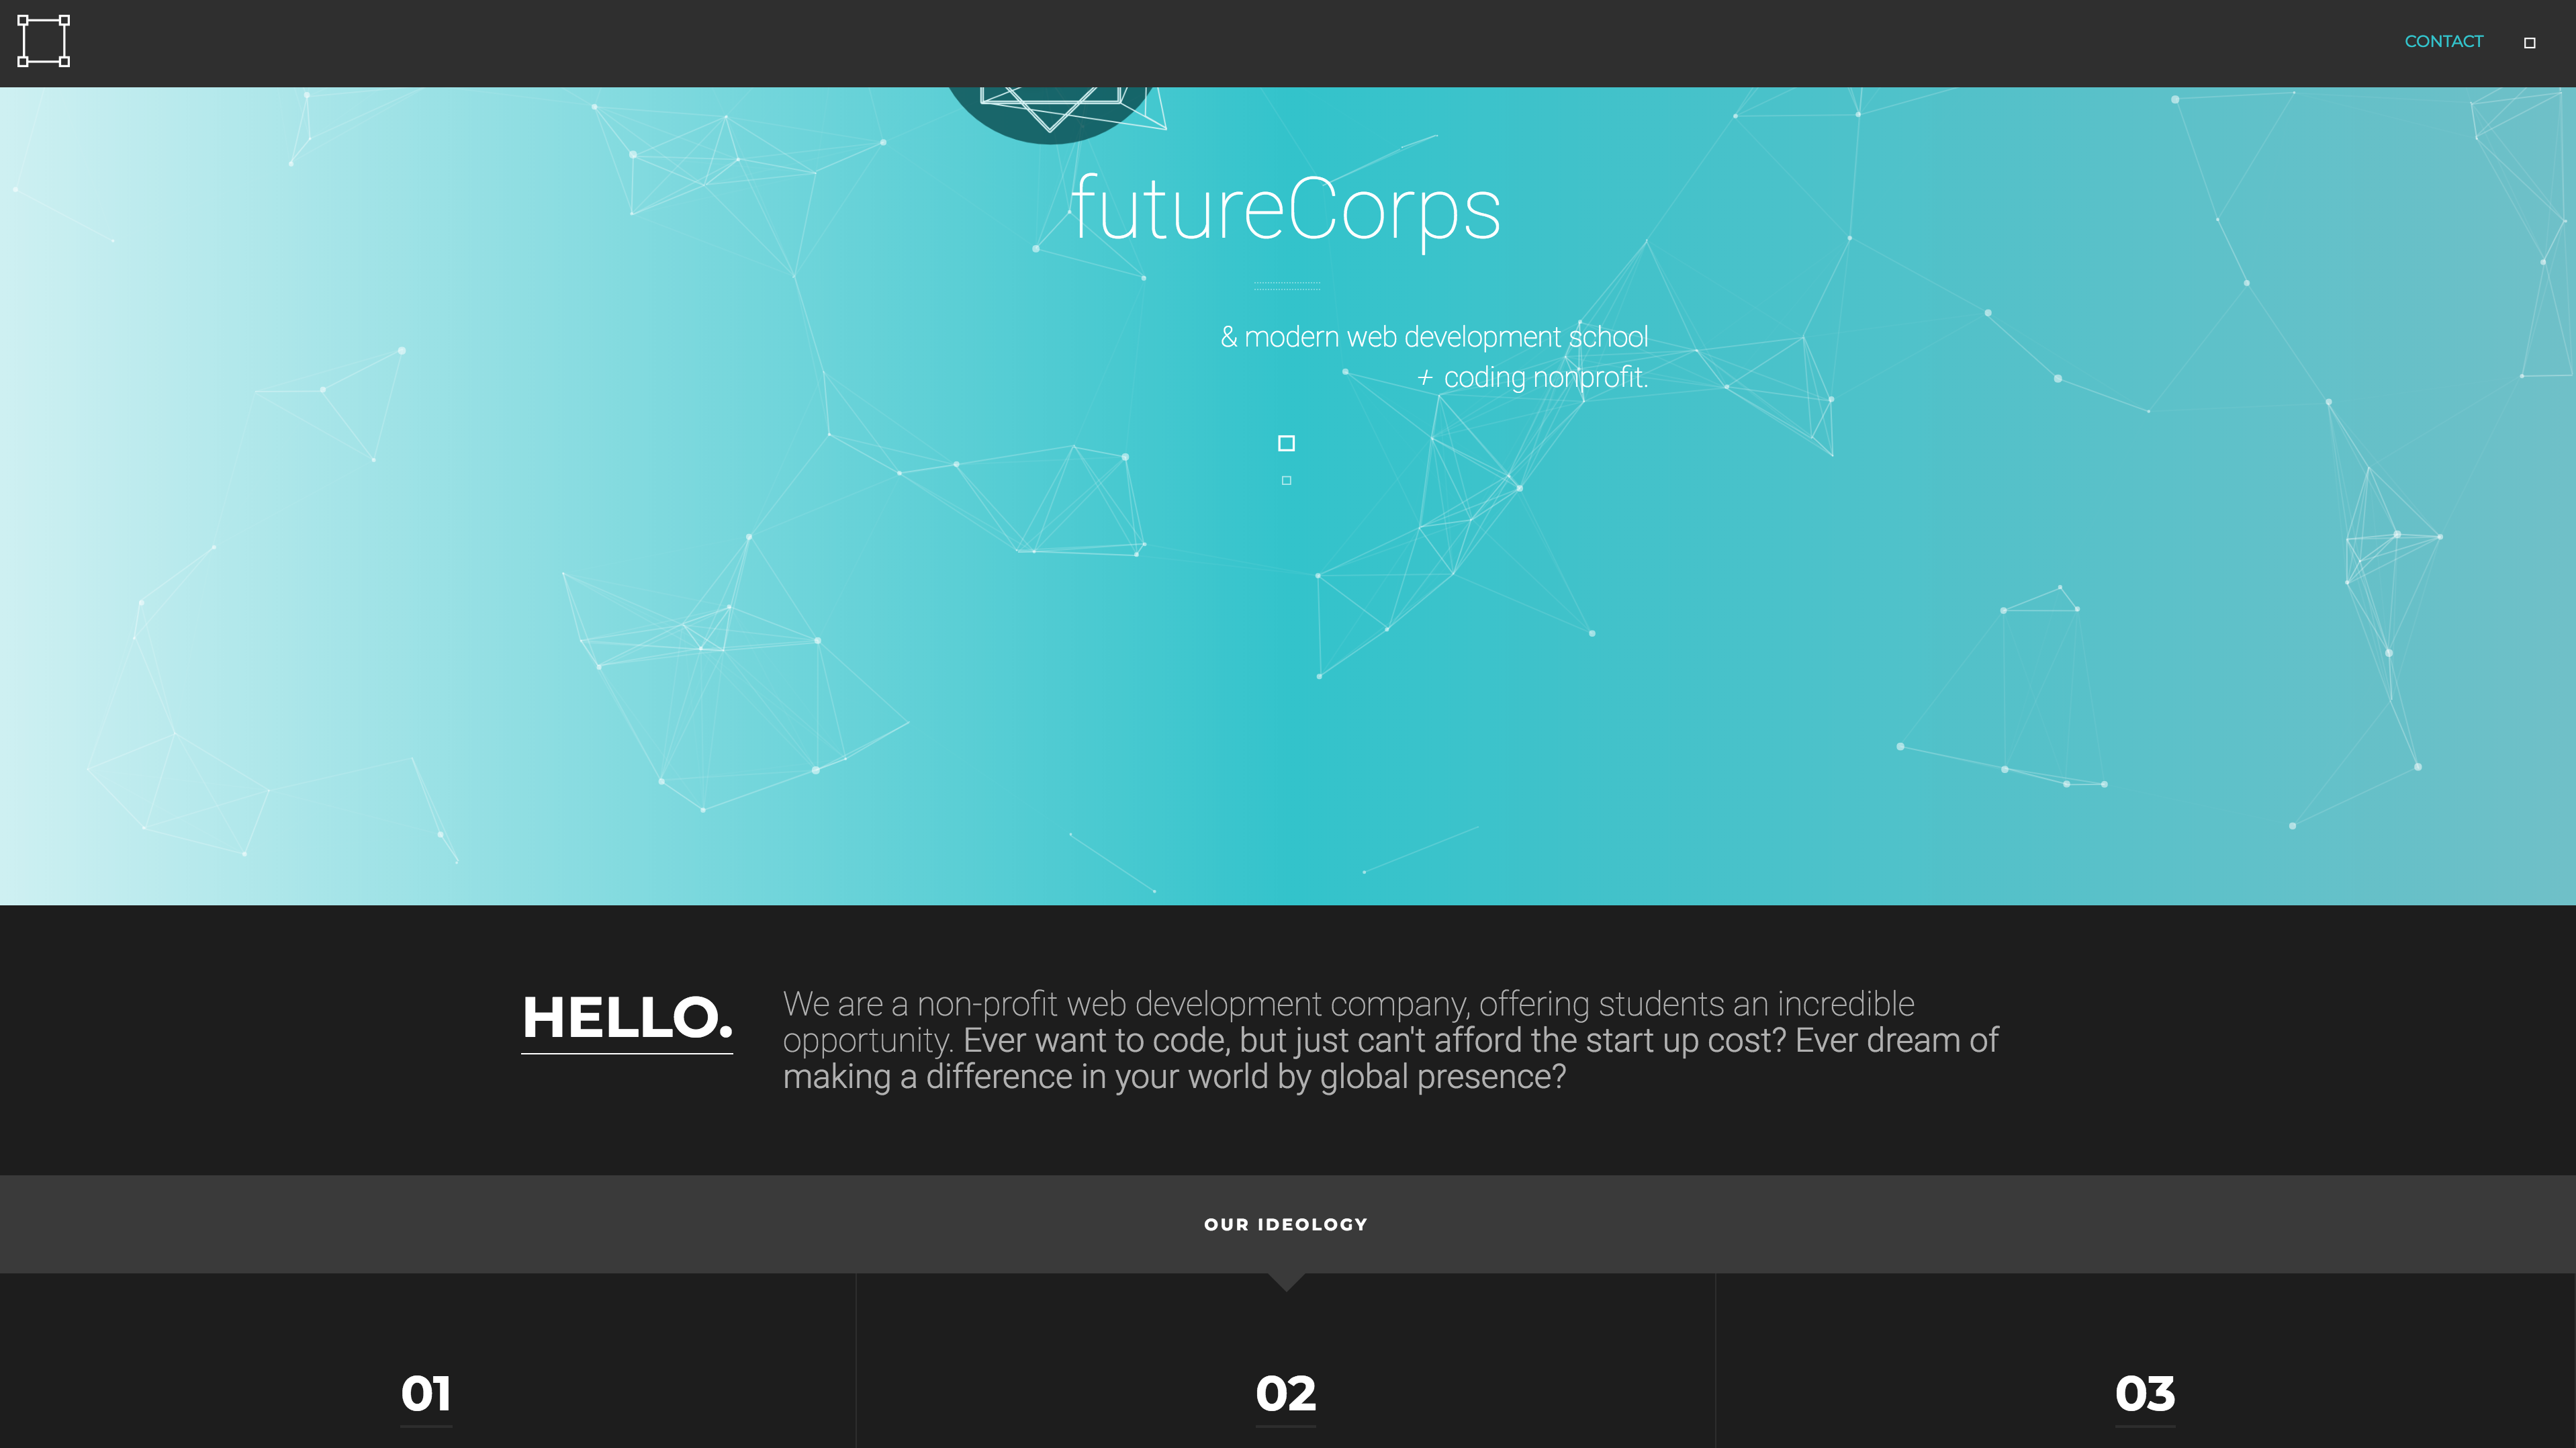 CONTACT
futureCorps
& modern web development school
+ coding nonprofit.
HELLO.
We are a non-profit web development company, offering students an incredible
opportunity. Ever want to code, but just can't afford the start up cost? Ever dream of
making a difference in your world by global presence?
OUR IDEOLOGY
01
02
03